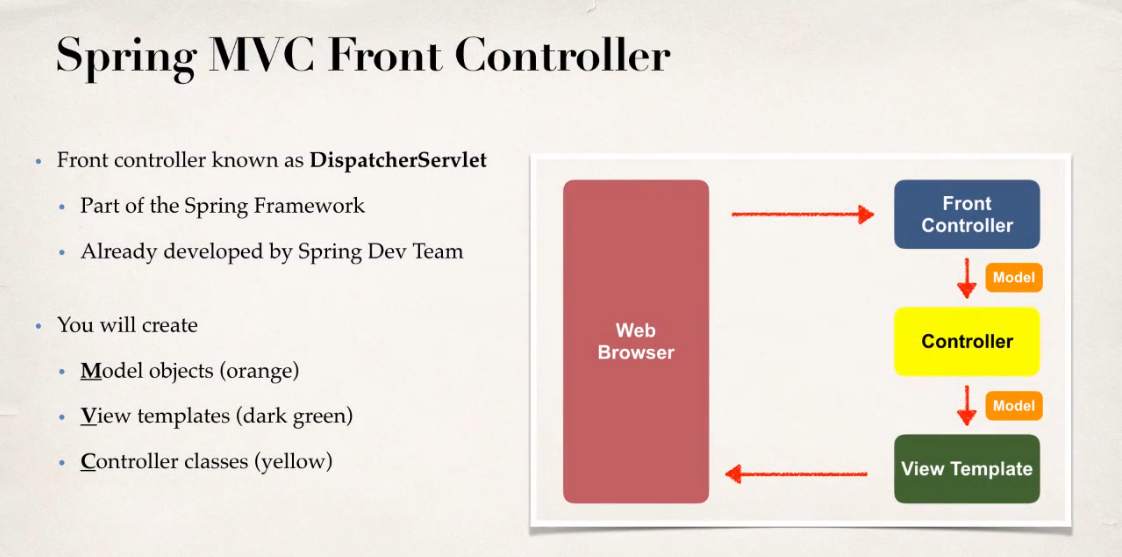 Spring MVC Front Controller
• Front controller known as DispatcherServlet
• Part of the Spring Framework
• Already developed by Spring Dev Team
• You will create
• Model objects (orange)
• View templates (dark green)
• Controller classes (yellow)
Web
Browser
Front
Controller
Model
Controller
Model
View Template